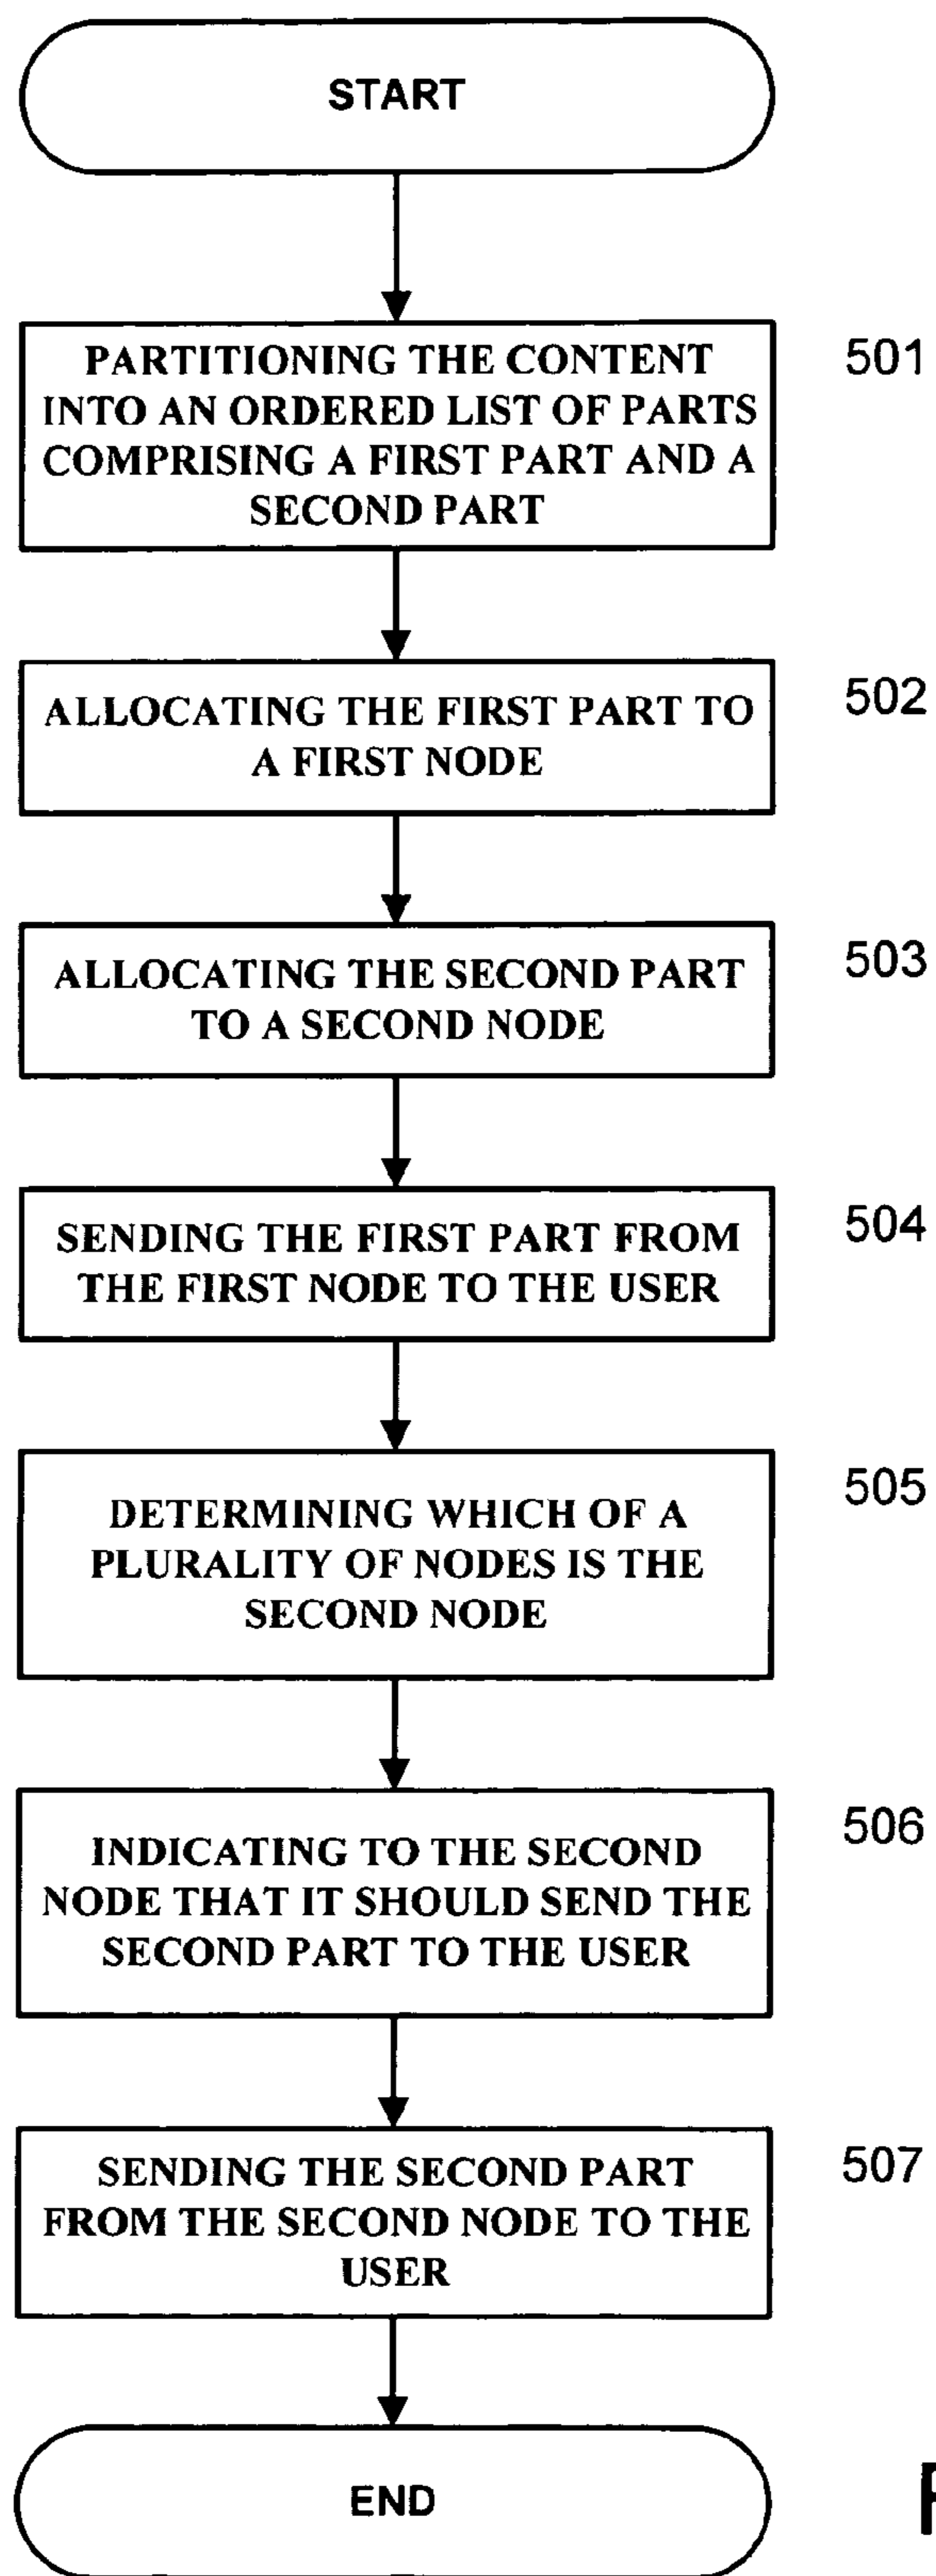 START
PARTITIONING THE CONTENT
INTO AN ORDERED LIST OF PARTS
COMPRISING A FIRST PART AND A
SECOND PART
501
ALLOCATING THE FIRST PART TO
A FIRST NODE
502
ALLOCATING THE SECOND PART
TO A SECOND NODE
503
SENDING THE FIRST PART FROM
THE FIRST NODE TO THE USER
504
DETERMINING WHICH OF A
PLURALITY OF NODES IS THE
SECOND NODE
505
INDICATING TO THE SECOND
NODE THAT IT SHOULD SEND THE
SECOND PART TO THE USER
506
SENDING THE SECOND PART
FROM THE SECOND NODE TO THE
USER
507
END